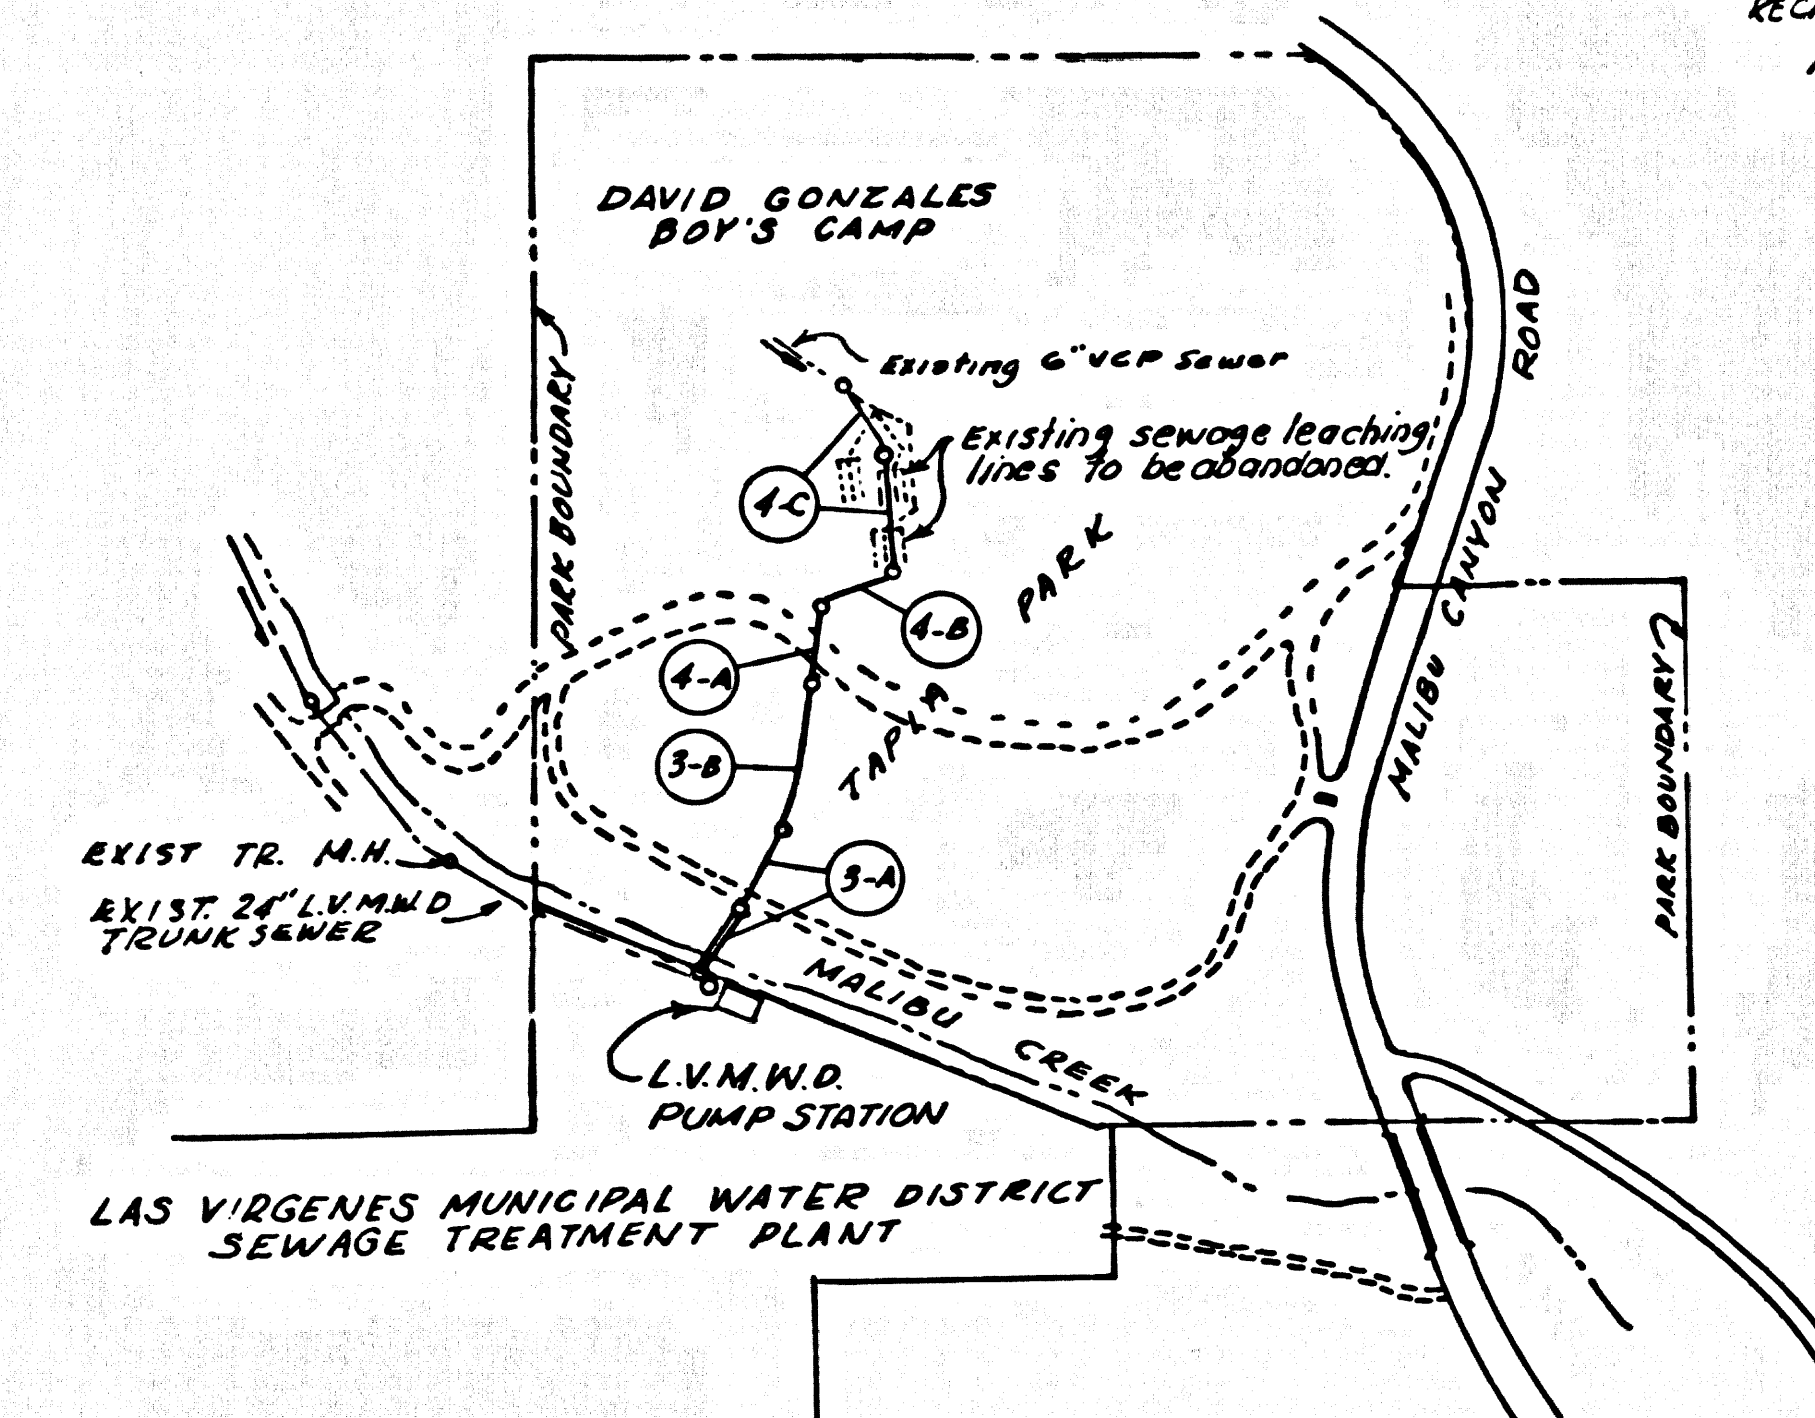 DAVID GONZALES
BOY'S CAMP
ROAD
PARK BOUNDARY
Existing 6" VCP Sewer
Existing sewage leaching
lines to be abandoned.
4-C
PARK
MALIBU CANYON
4-B
4-A
TAPIA
3-B
PARK BOUNDARY
EXIST TR. M.H.
3-A
EXIST. 24" L.V.M.W.D
TRUNK SEWER
MALIBU CREEK
L.V.M.W.D.
PUMP STATION
LAS VIRGENES MUNICIPAL WATER DISTRICT
SEWAGE TREATMENT PLANT